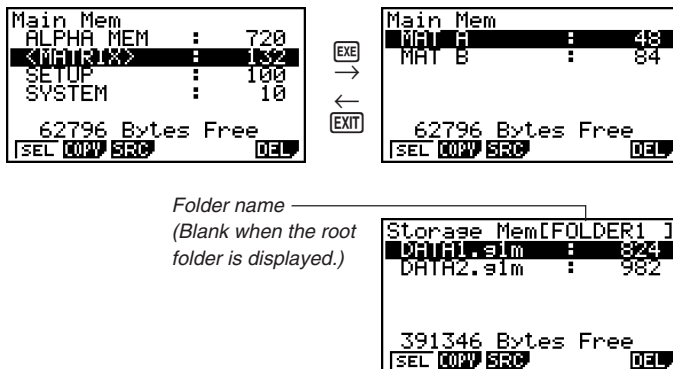 Main Mem
ALPHA MEM : 720
<MATRIX> : 132
SETUP : 100
SYSTEM : 10
62796 Bytes Free
SEL COPY SRC DEL
EXE
→
←
EXIT
Main Mem
MAT A : 48
MAT B : 84
62796 Bytes Free
SEL COPY SRC DEL
Folder name
(Blank when the root
folder is displayed.)
Storage Mem[FOLDER1 ]
DATA1.g1m : 824
DATA2.g1m : 982
391346 Bytes Free
SEL COPY SRC DEL